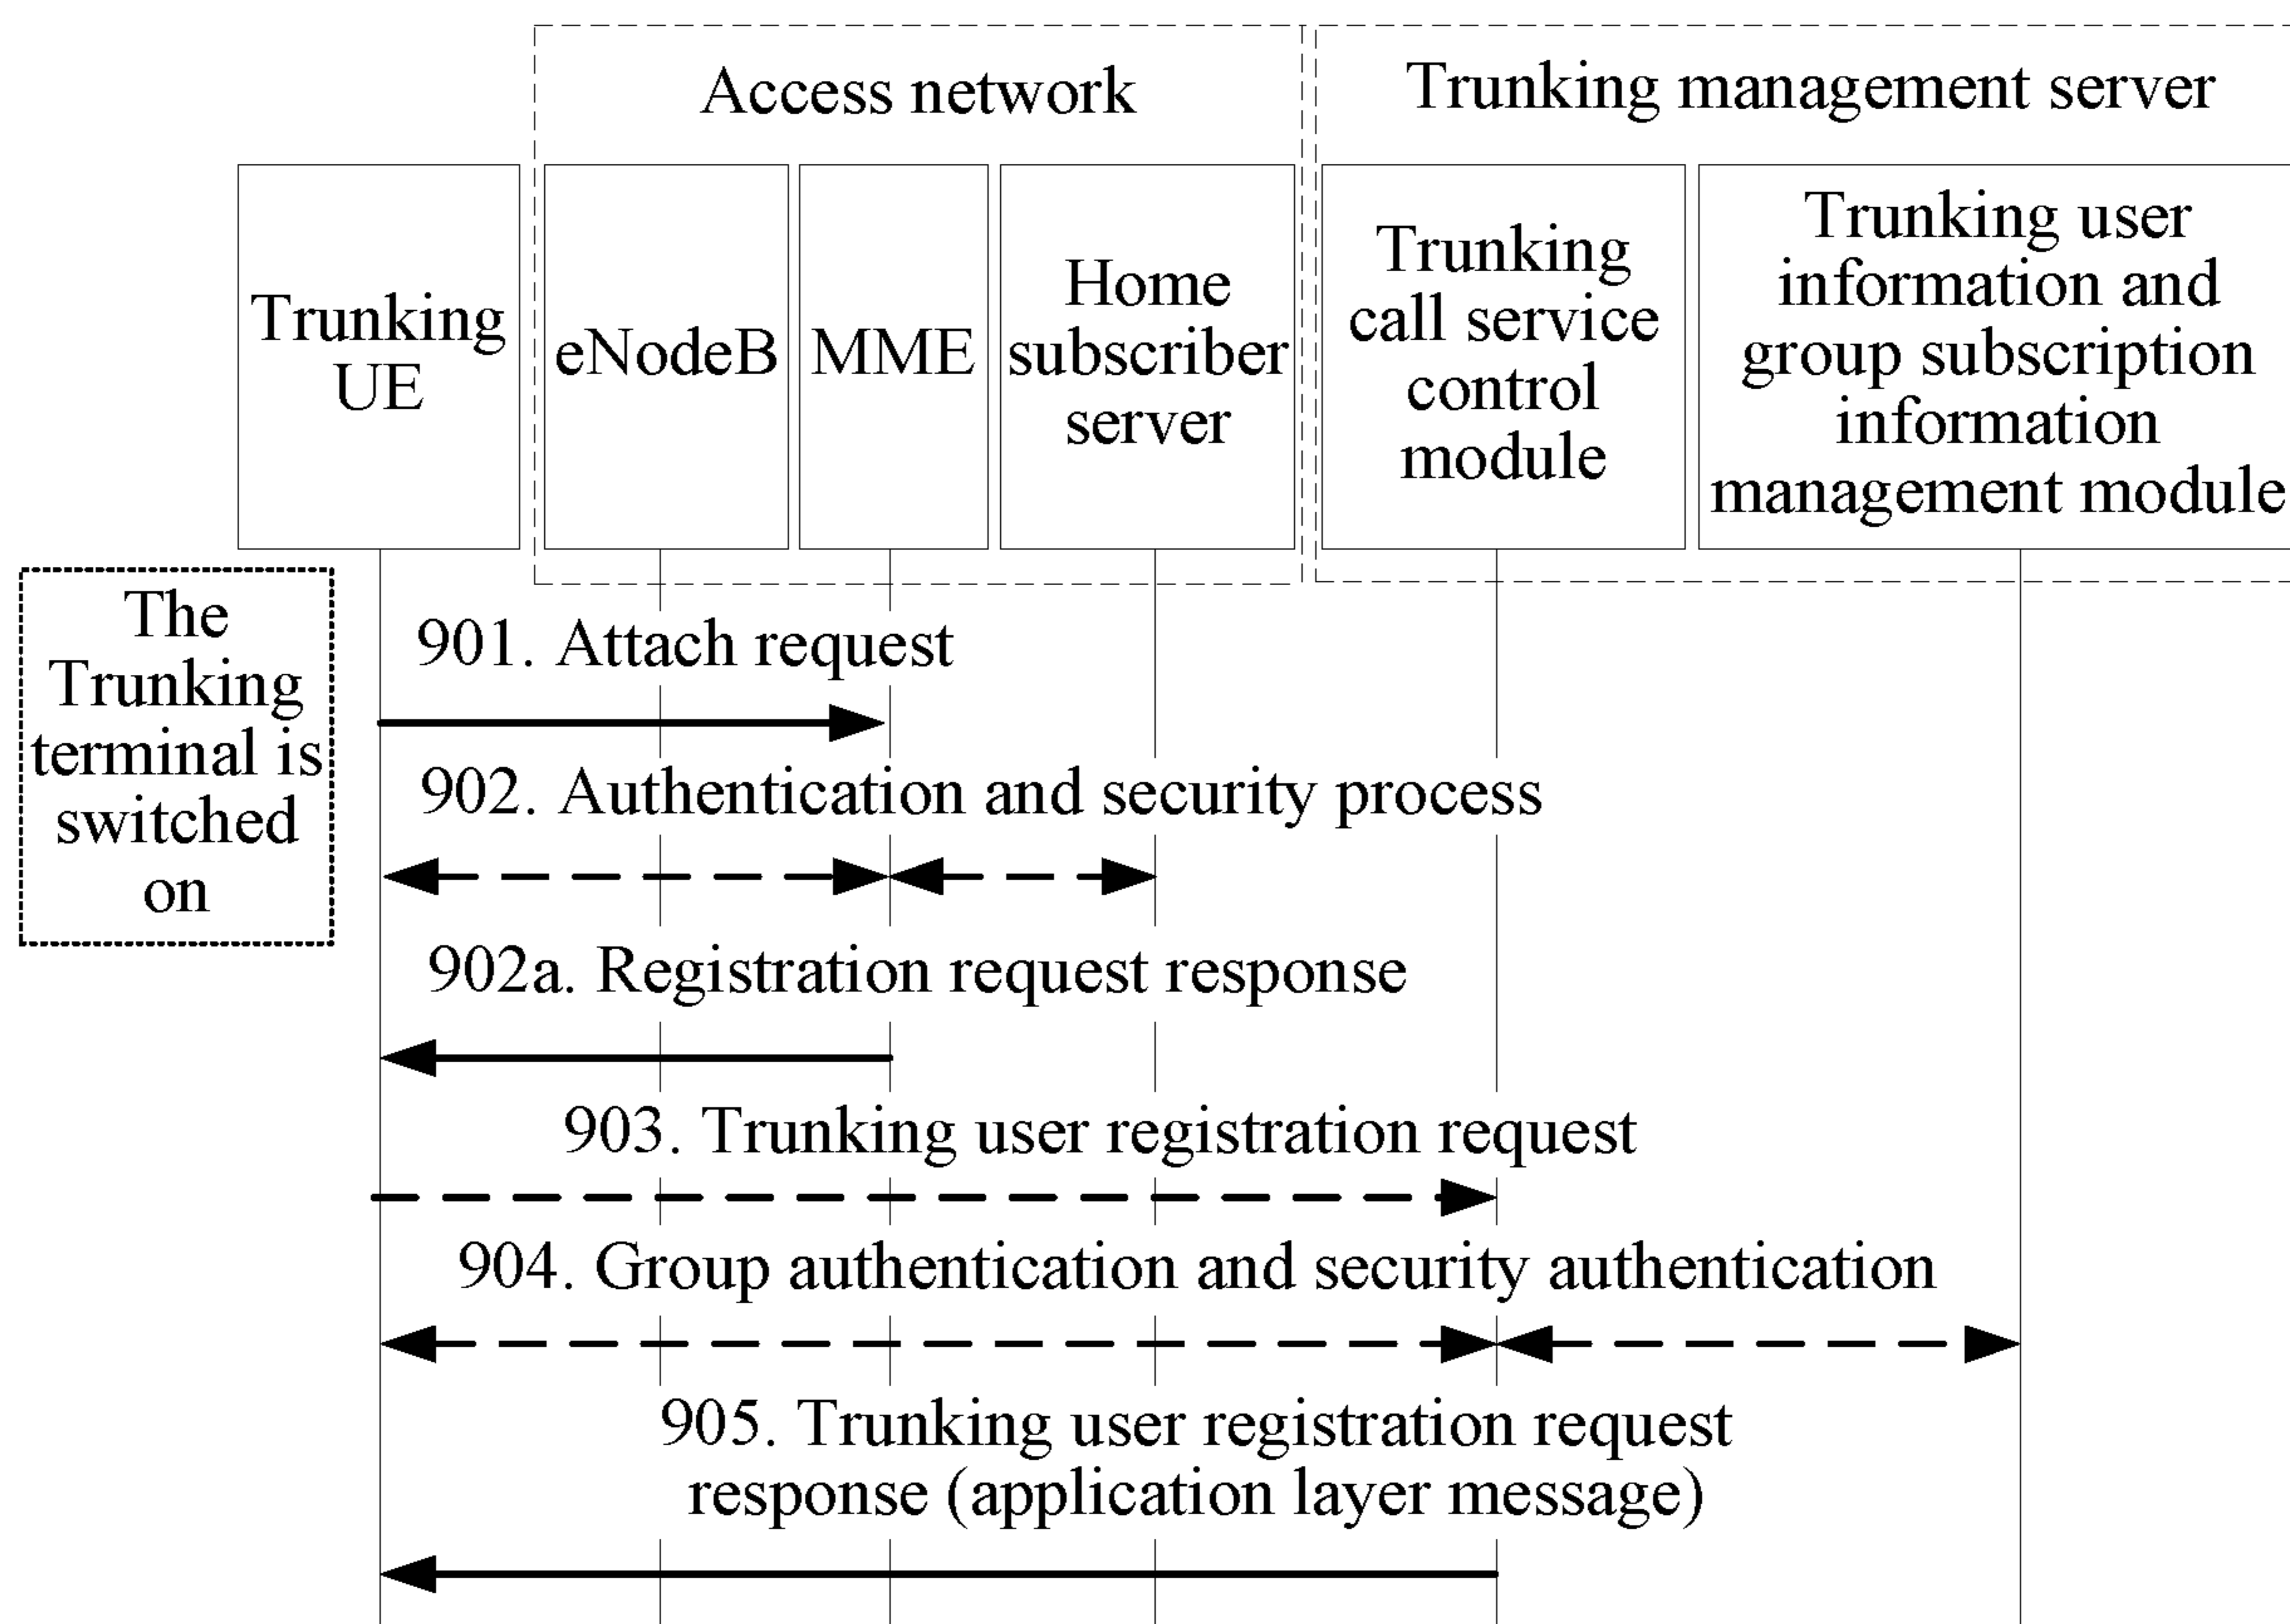 Access network
Trunking management server
Trunking
UE
eNodeB
MME
Home
subscriber
server
Trunking
call service
control
module
Trunking user
information and
group subscription
information
management module
The
Trunking
terminal is
switched
on
901. Attach request
902. Authentication and security process
902a. Registration request response
903. Trunking user registration request
904. Group authentication and security authentication
905. Trunking user registration request
response (application layer message)